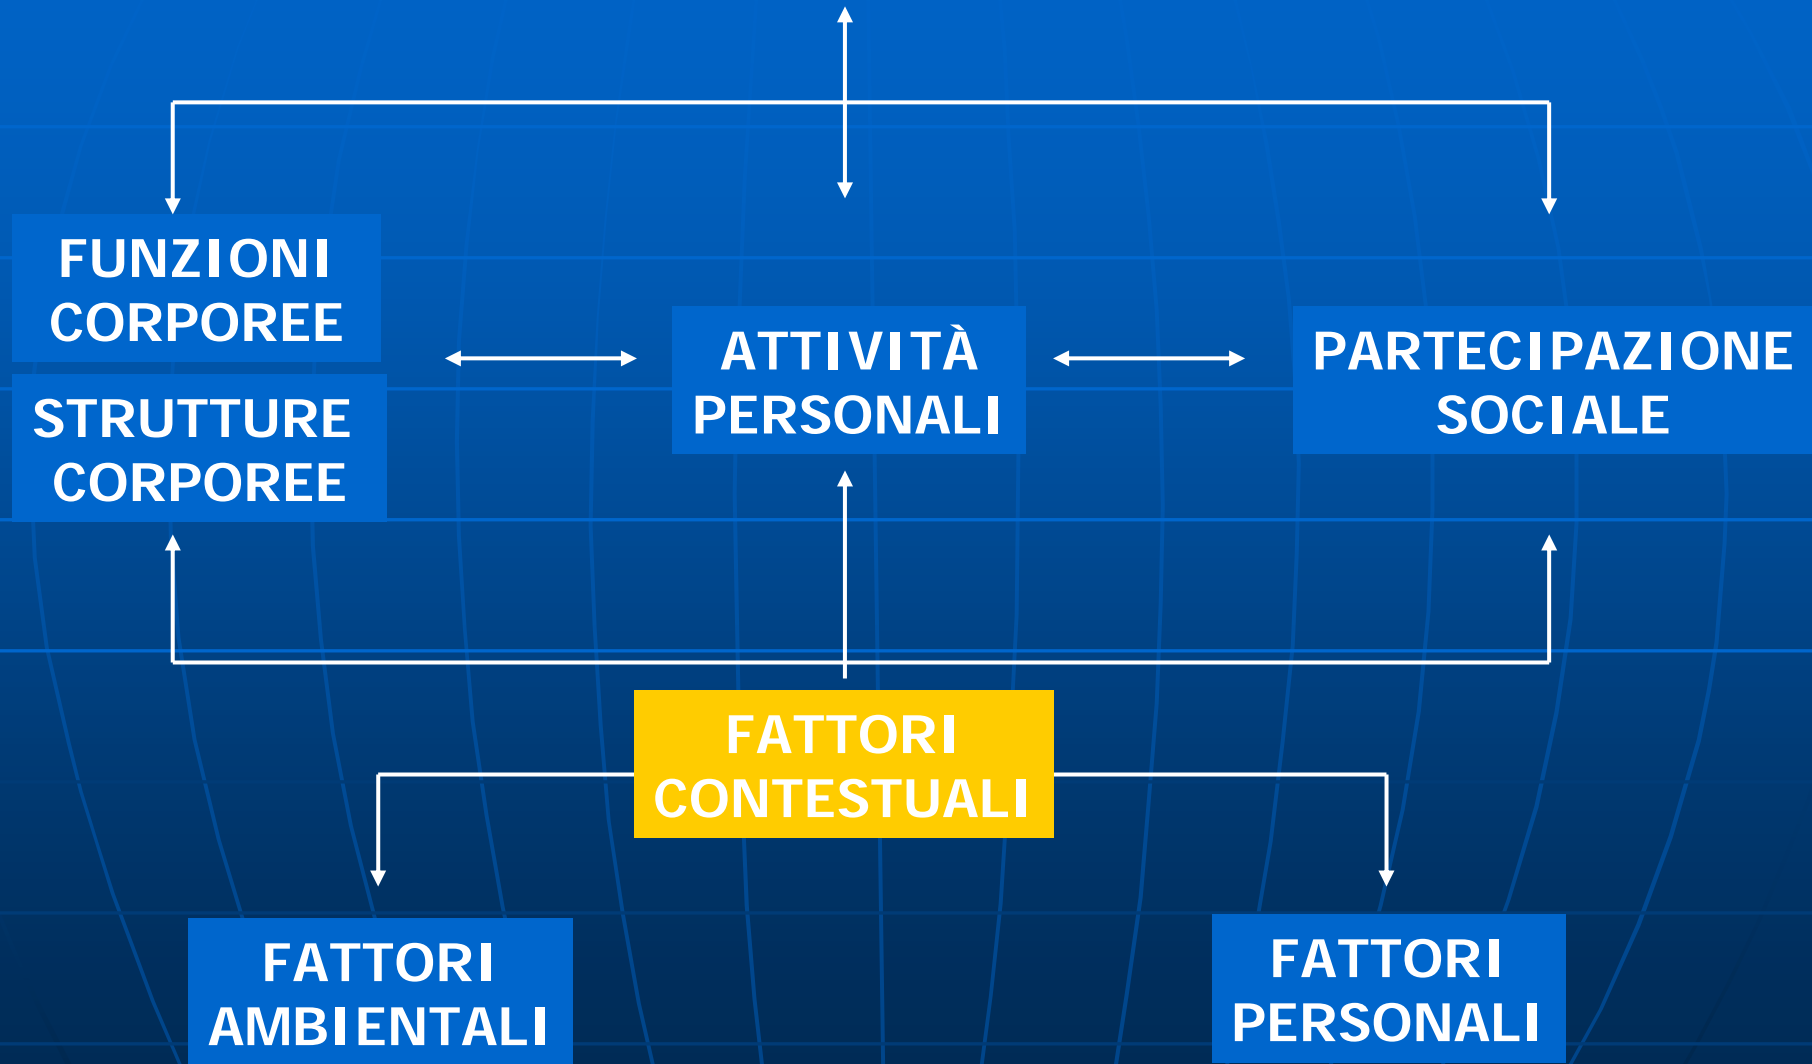 FUNZIONI
CORPOREE
STRUTTURE
CORPOREE
ATTIVITÀ
PERSONALI
PARTECIPAZIONE
SOCIALE
FATTORI
CONTESTUALI
FATTORI
AMBIENTALI
FATTORI
PERSONALI